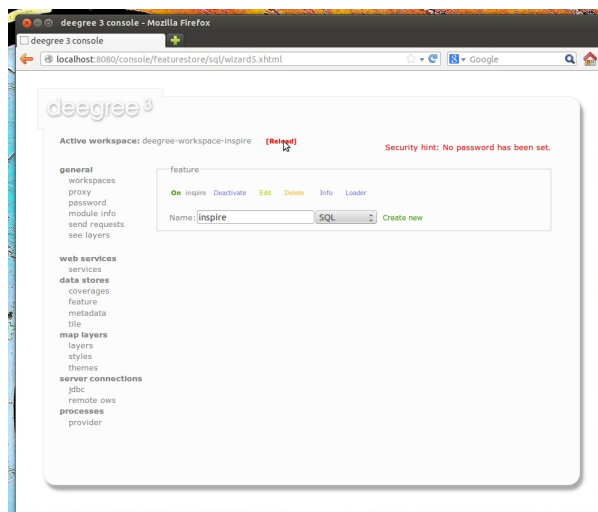 deegree 3 console - Mozilla Firefox
deegree 3 console
localhost:8080/console/featurestore/sql/wizard5.xhtml
Google
deegree 3
Active workspace: deegree-workspace-inspire [Reload]
Security hint: No password has been set.
general
workspaces
proxy
password
module info
send requests
see layers
web services
services
data stores
coverages
feature
metadata
tile
map layers
layers
styles
themes
server connections
jdbc
remote ows
processes
provider
feature
On inspire Deactivate Edit Delete Info Loader
Name: inspire SQL Create new